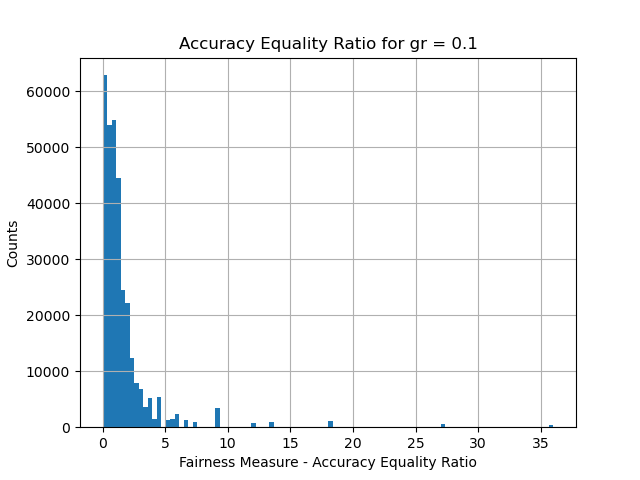 Accuracy Equality Ratio for gr = 0.1
60000
50000
40000
30000
20000
10000
0
Counts
0 5 10 15 20 25 30 35
Fairness Measure - Accuracy Equality Ratio